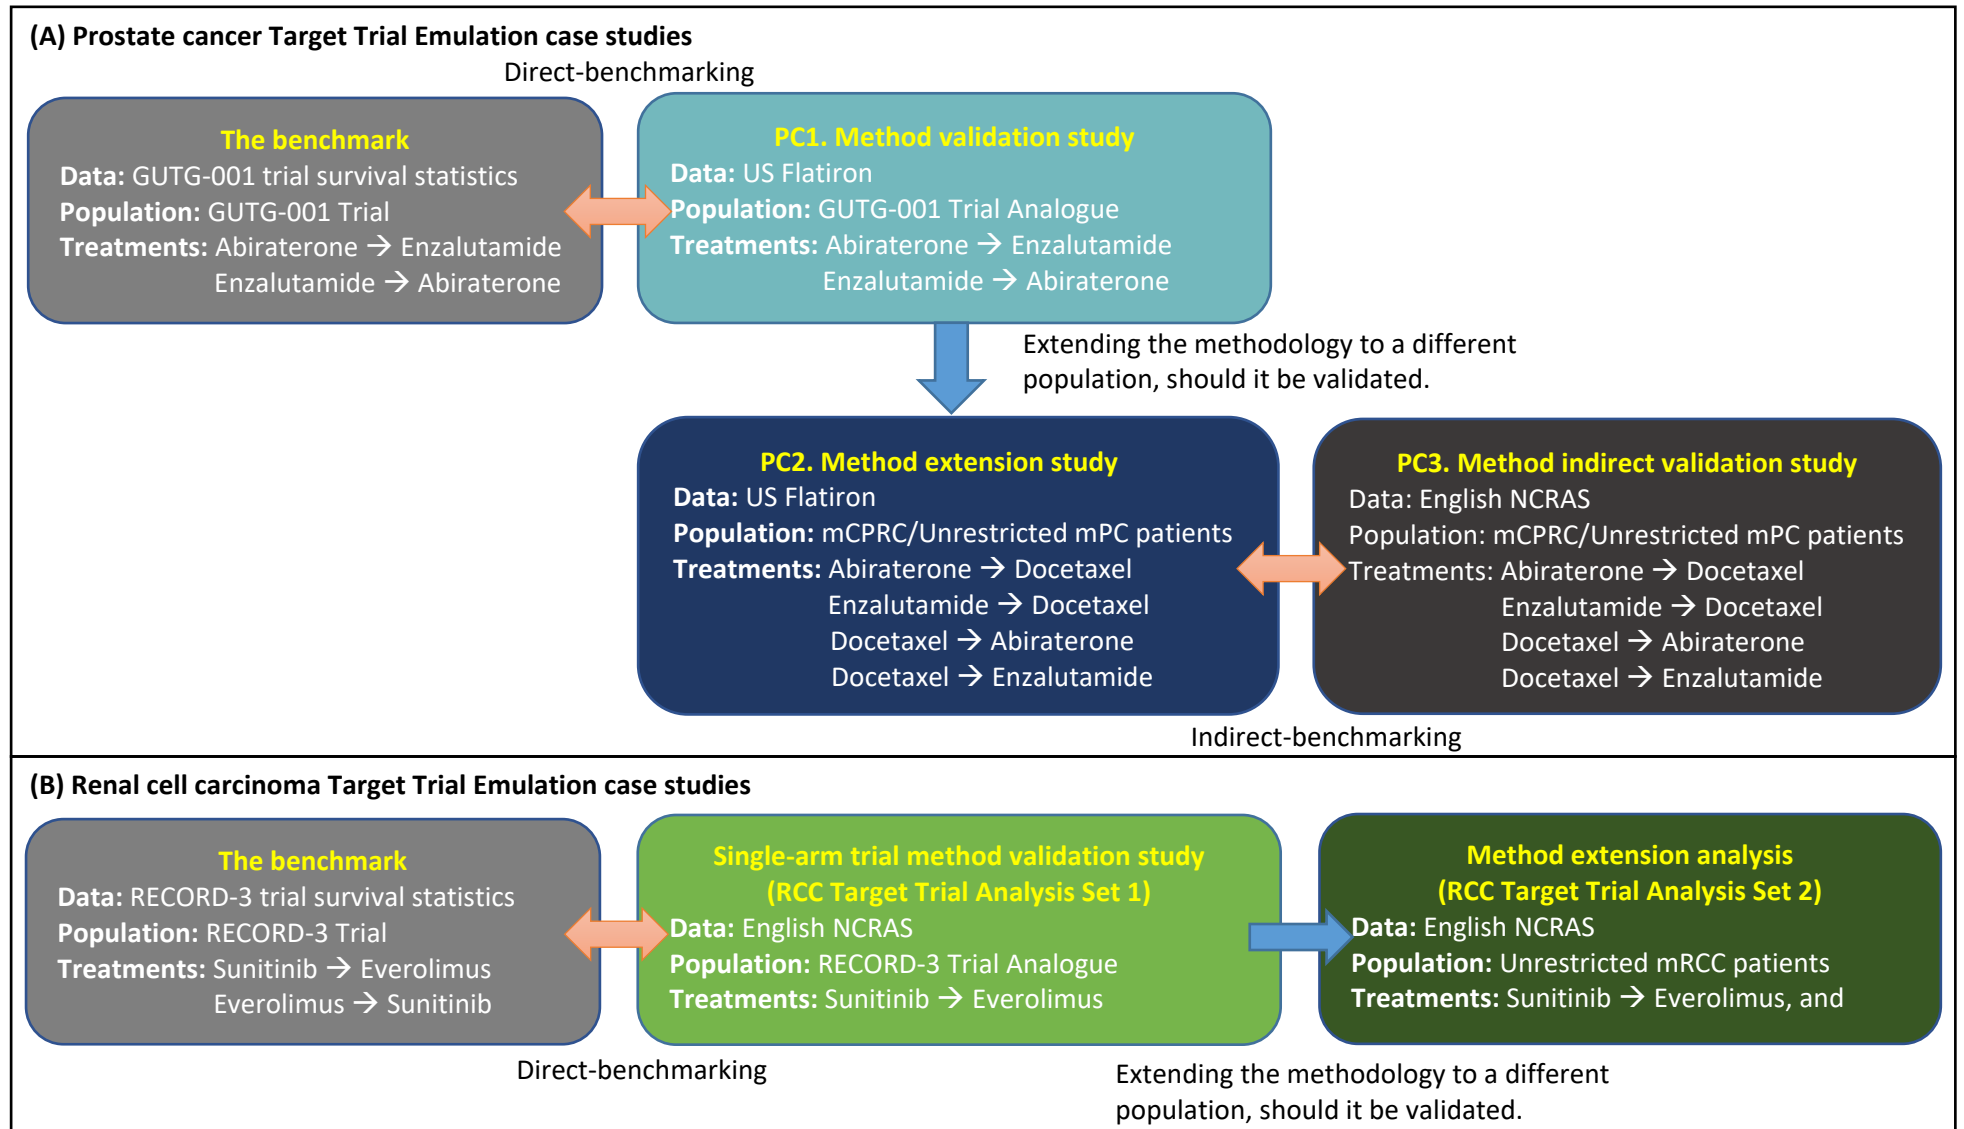 (A) Prostate cancer Target Trial Emulation case studies
Direct-benchmarking
The benchmark
Data: GUTG-001 trial survival statistics
Population: GUTG-001 Trial
Treatments: Abiraterone → Enzalutamide
Enzalutamide → Abiraterone
PC1. Method validation study
Data: US Flatiron
Population: GUTG-001 Trial Analogue
Treatments: Abiraterone → Enzalutamide
Enzalutamide → Abiraterone
Extending the methodology to a different
population, should it be validated.
PC2. Method extension study
Data: US Flatiron
Population: mCPRC/Unrestricted mPC patients
Treatments: Abiraterone → Docetaxel
Enzalutamide → Docetaxel
Docetaxel → Abiraterone
Docetaxel → Enzalutamide
PC3. Method indirect validation study
Data: English NCRAS
Population: mCPRC/Unrestricted mPC patients
Treatments: Abiraterone → Docetaxel
Enzalutamide → Docetaxel
Docetaxel → Abiraterone
Docetaxel → Enzalutamide
Indirect-benchmarking
(B) Renal cell carcinoma Target Trial Emulation case studies
The benchmark
Data: RECORD-3 trial survival statistics
Population: RECORD-3 Trial
Treatments: Sunitinib → Everolimus
Everolimus → Sunitinib
Single-arm trial method validation study
(RCC Target Trial Analysis Set 1)
Data: English NCRAS
Population: RECORD-3 Trial Analogue
Treatments: Sunitinib → Everolimus
Method extension analysis
(RCC Target Trial Analysis Set 2)
Data: English NCRAS
Population: Unrestricted mRCC patients
Treatments: Sunitinib → Everolimus, and
Direct-benchmarking
Extending the methodology to a different
population, should it be validated.